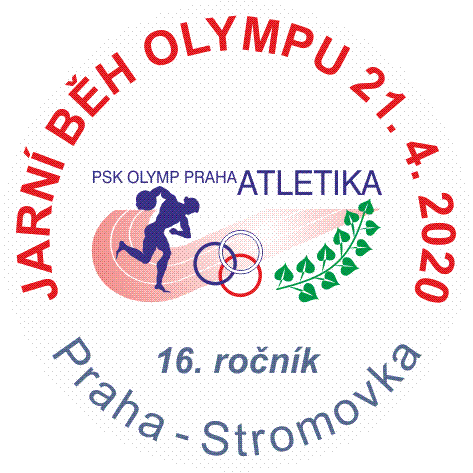 JARNÍ BĚH OLYMPU 21. 4. 2020
PSK OLYMP PRAHA ATLETIKA
16. ročník
Praha - Stromovka